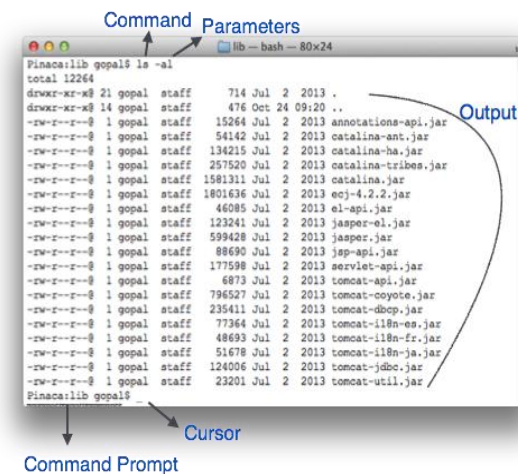 Command Parameters
lib — bash — 80×24
Pinaca:lib gopal$ ls -al
total 12264
drwxr-xr-x@ 21 gopal staff 714 Jul 2 2013 .
drwxr-xr-x@ 14 gopal staff 476 Oct 24 09:20 ..
Output
-rw-r--r--@ 1 gopal staff 15264 Jul 2 2013 annotations-api.jar
-rw-r--r--@ 1 gopal staff 54142 Jul 2 2013 catalina-ant.jar
-rw-r--r--@ 1 gopal staff 134215 Jul 2 2013 catalina-ha.jar
-rw-r--r--@ 1 gopal staff 257520 Jul 2 2013 catalina-tribes.jar
-rw-r--r--@ 1 gopal staff 1581311 Jul 2 2013 catalina.jar
-rw-r--r--@ 1 gopal staff 1801636 Jul 2 2013 ecj-4.2.2.jar
-rw-r--r--@ 1 gopal staff 46085 Jul 2 2013 el-api.jar
-rw-r--r--@ 1 gopal staff 123241 Jul 2 2013 jasper-el.jar
-rw-r--r--@ 1 gopal staff 599428 Jul 2 2013 jasper.jar
-rw-r--r--@ 1 gopal staff 88690 Jul 2 2013 jsp-api.jar
-rw-r--r--@ 1 gopal staff 177598 Jul 2 2013 servlet-api.jar
-rw-r--r--@ 1 gopal staff 6873 Jul 2 2013 tomcat-api.jar
-rw-r--r--@ 1 gopal staff 796527 Jul 2 2013 tomcat-coyote.jar
-rw-r--r--@ 1 gopal staff 235411 Jul 2 2013 tomcat-dbcp.jar
-rw-r--r--@ 1 gopal staff 77364 Jul 2 2013 tomcat-i18n-es.jar
-rw-r--r--@ 1 gopal staff 48693 Jul 2 2013 tomcat-i18n-fr.jar
-rw-r--r--@ 1 gopal staff 51678 Jul 2 2013 tomcat-i18n-ja.jar
-rw-r--r--@ 1 gopal staff 124006 Jul 2 2013 tomcat-jdbc.jar
-rw-r--r--@ 1 gopal staff 23201 Jul 2 2013 tomcat-util.jar
Pinaca:lib gopal$ _
Cursor
Command Prompt